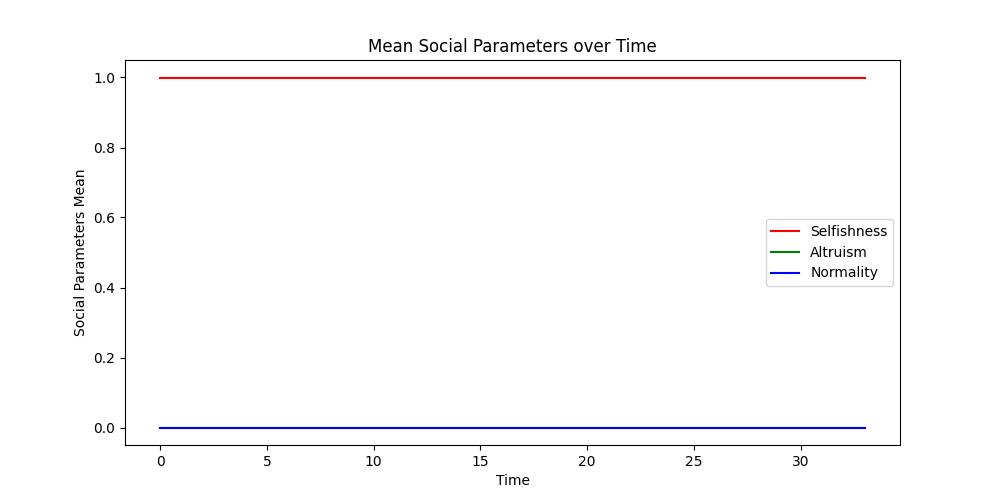 Mean Social Parameters over Time
1.0
0.8
0.6
0.4
0.2
0.0
Social Parameters Mean
Selfishness
Altruism
Normality
0 5 10 15 20 25 30
Time